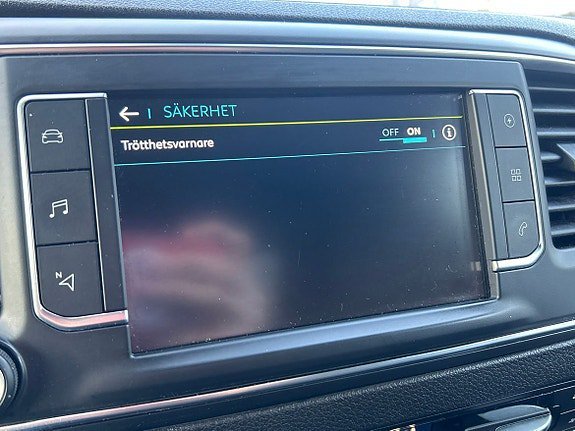 SÄKERHET
Trötthetsvarnare OFF ON i
N